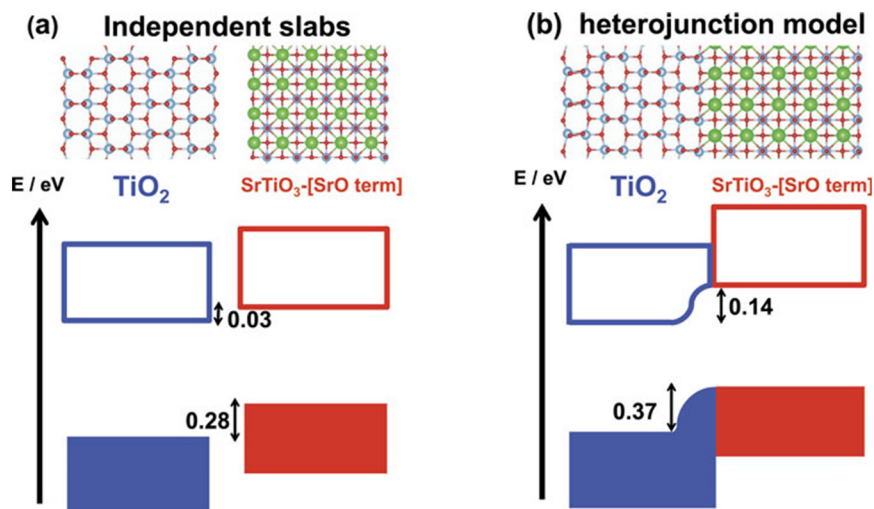 (a) Independent slabs
E / eV
TiO2
SrTiO3-[SrO term]
0.03
0.28
(b) heterojunction model
E / eV
TiO2
SrTiO3-[SrO term]
0.14
0.37